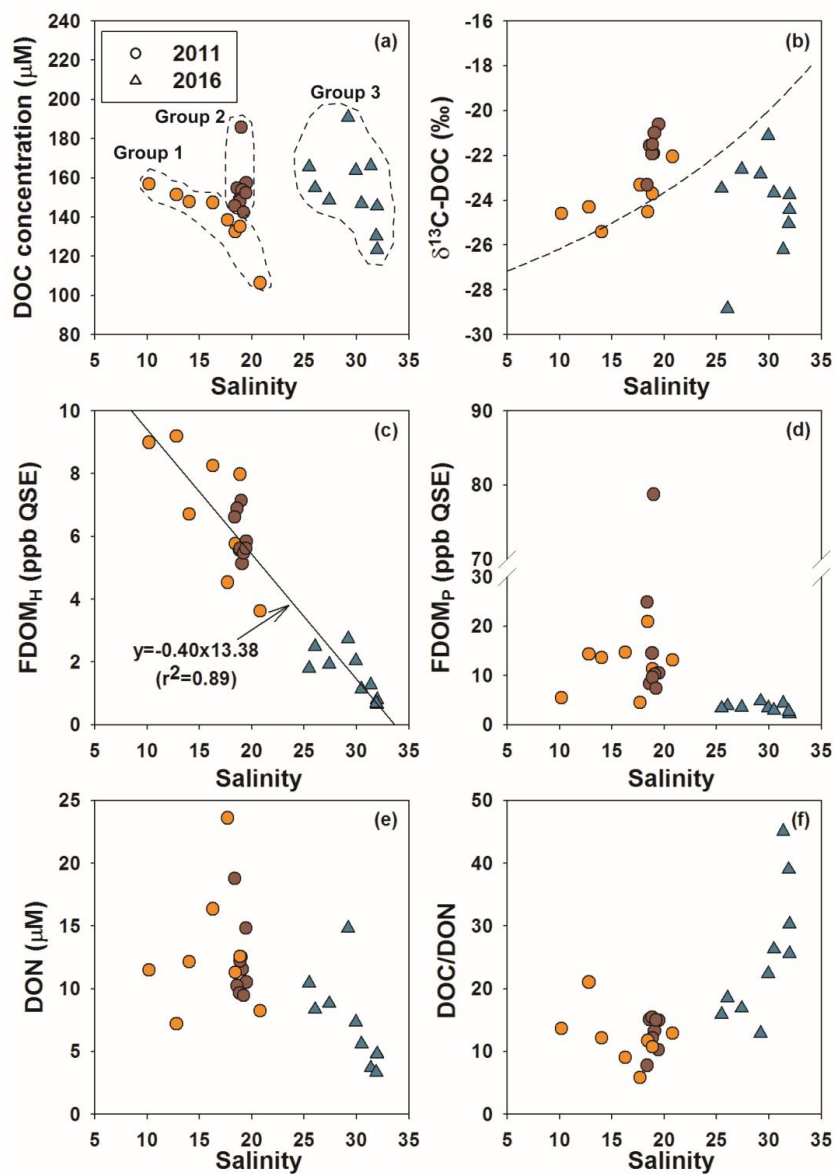 240
220
200
180
160
140
120
100
80
DOC concentration (μM)
2011
2016
(a)
Group 1
Group 2
Group 3
5 10 15 20 25 30 35
Salinity
-16
-18
-20
-22
-24
-26
-28
-30
δ13C-DOC (‰)
(b)
5 10 15 20 25 30 35
Salinity
10
8
6
4
2
0
FDOMH (ppb QSE)
(c)
y=-0.40x13.38
(r2=0.89)
5 10 15 20 25 30 35
Salinity
90
80
70
30
20
10
0
FDOMP (ppb QSE)
(d)
5 10 15 20 25 30 35
Salinity
25
20
15
10
5
0
DON (μM)
(e)
5 10 15 20 25 30 35
Salinity
50
40
30
20
10
0
DOC/DON
(f)
5 10 15 20 25 30 35
Salinity